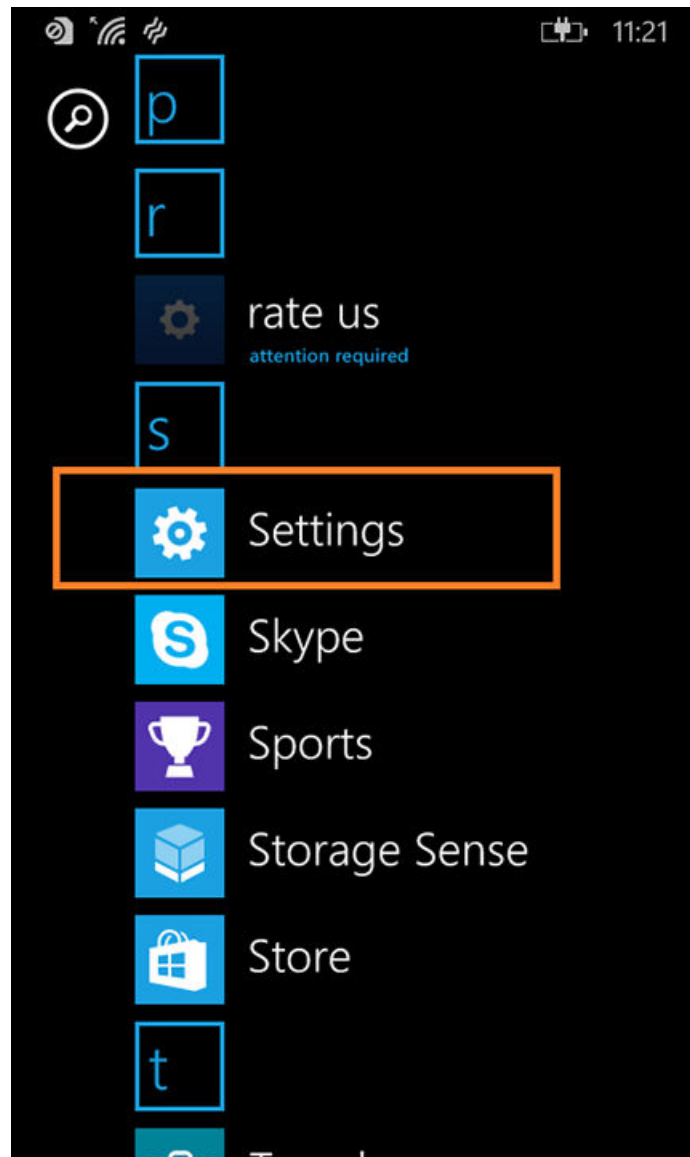 11:21
p
r
rate us
attention required
s
Settings
Skype
Sports
Storage Sense
Store
t